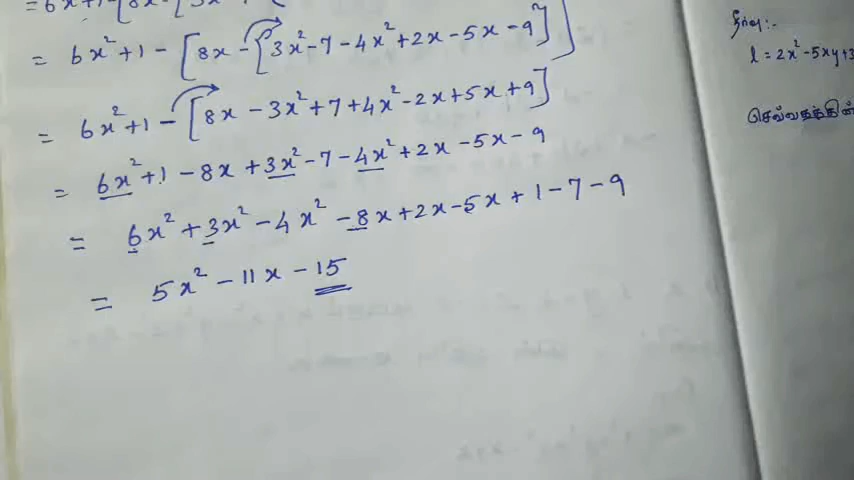 = 6x² + 1 - [8x - {3x² - 7 - 4x² + 2x - 5x - 9}]
= 6x² + 1 - [8x - 3x² + 7 + 4x² - 2x + 5x + 9]
= 6x² + 1 - 8x + 3x² - 7 - 4x² + 2x - 5x - 9
= 6x² + 3x² - 4x² - 8x + 2x - 5x + 1 - 7 - 9
= 5x² - 11x - 15
தீர்வு:-
l = 2x² - 5xy + 3
செவ்வகத்தின்